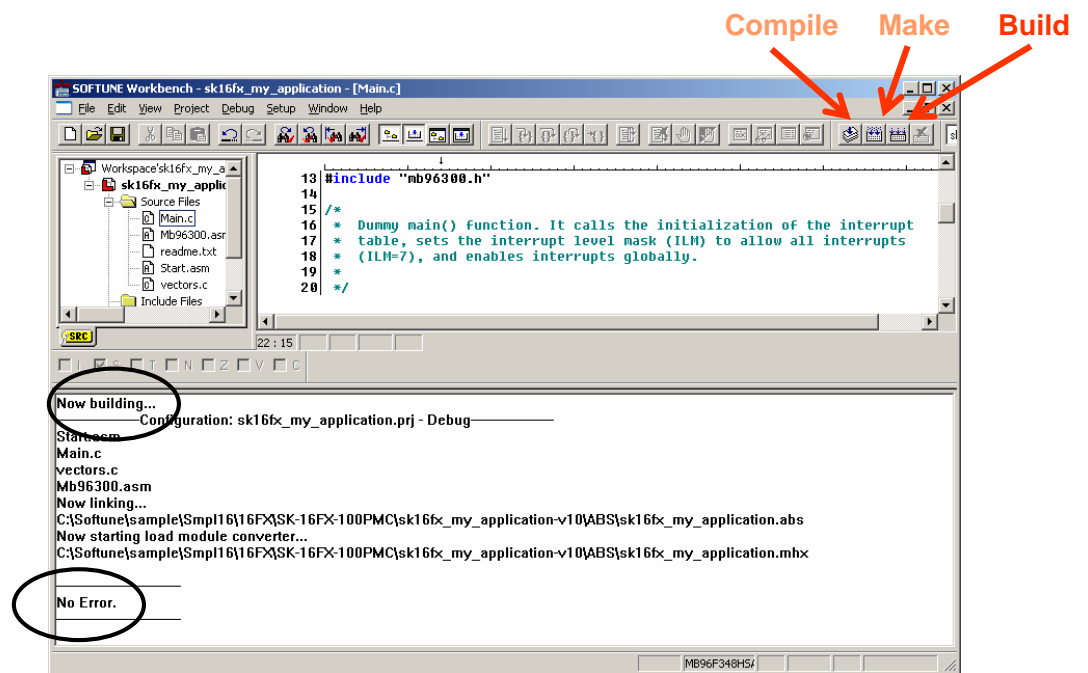 Compile Make Build
SOFTUNE Workbench - sk16fx_my_application - [Main.c]
File Edit View Project Debug Setup Window Help
Workspace'sk16fx_my_a
sk16fx_my_applic
Source Files
Main.c
Mb96300.asr
readme.txt
Start.asm
vectors.c
Include Files
SRC
13 #include "mb96300.h"
14
15 /*
16 * Dummy main() function. It calls the initialization of the interrupt
17 * table, sets the interrupt level mask (ILM) to allow all interrupts
18 * (ILM=7), and enables interrupts globally.
19 *
20 */
22 : 15
I S T N Z V C
Now building...
Configuration: sk16fx_my_application.prj - Debug
Start.asm
Main.c
vectors.c
Mb96300.asm
Now linking...
C:\Softune\sample\Smpl16\16FX\SK-16FX-100PMC\sk16fx_my_application-v10\ABS\sk16fx_my_application.abs
Now starting load module converter...
C:\Softune\sample\Smpl16\16FX\SK-16FX-100PMC\sk16fx_my_application-v10\ABS\sk16fx_my_application.mhx
No Error.
MB96F348HS